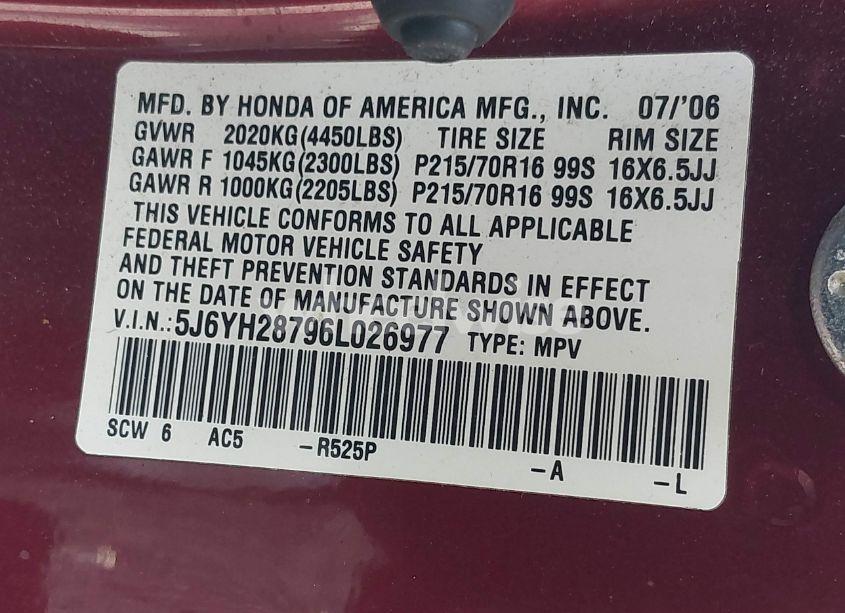 MFD. BY HONDA OF AMERICA MFG., INC. 07/'06
GVWR 2020KG(4450LBS) TIRE SIZE RIM SIZE
GAWR F 1045KG(2300LBS) P215/70R16 99S 16X6.5JJ
GAWR R 1000KG(2205LBS) P215/70R16 99S 16X6.5JJ
THIS VEHICLE CONFORMS TO ALL APPLICABLE
FEDERAL MOTOR VEHICLE SAFETY
AND THEFT PREVENTION STANDARDS IN EFFECT
ON THE DATE OF MANUFACTURE SHOWN ABOVE.
V.I.N.:5J6YH28796L026977 TYPE: MPV
SCW 6 AC5 -R525P -A -L